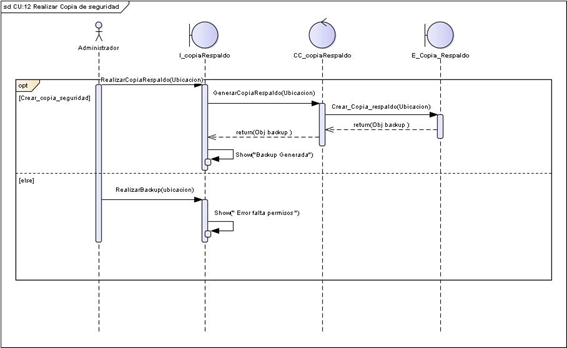 sd CU:12 Realizar Copia de seguridad
Administrador
I_copiaRespaldo
CC_copiaRespaldo
E_Copia_Respaldo
opt
RealizarCopiaRespaldo(Ubicacion)
[Crear_copia_seguridad]
GenerarCopiaRespaldo(Ubicacion)
Crear_Copia_respaldo(Ubicacion)
return(Obj backup )
return(Obj backup )
Show("Backup Generada")
[else]
RealizarBackup(ubicacion)
Show(" Error falta permizos")